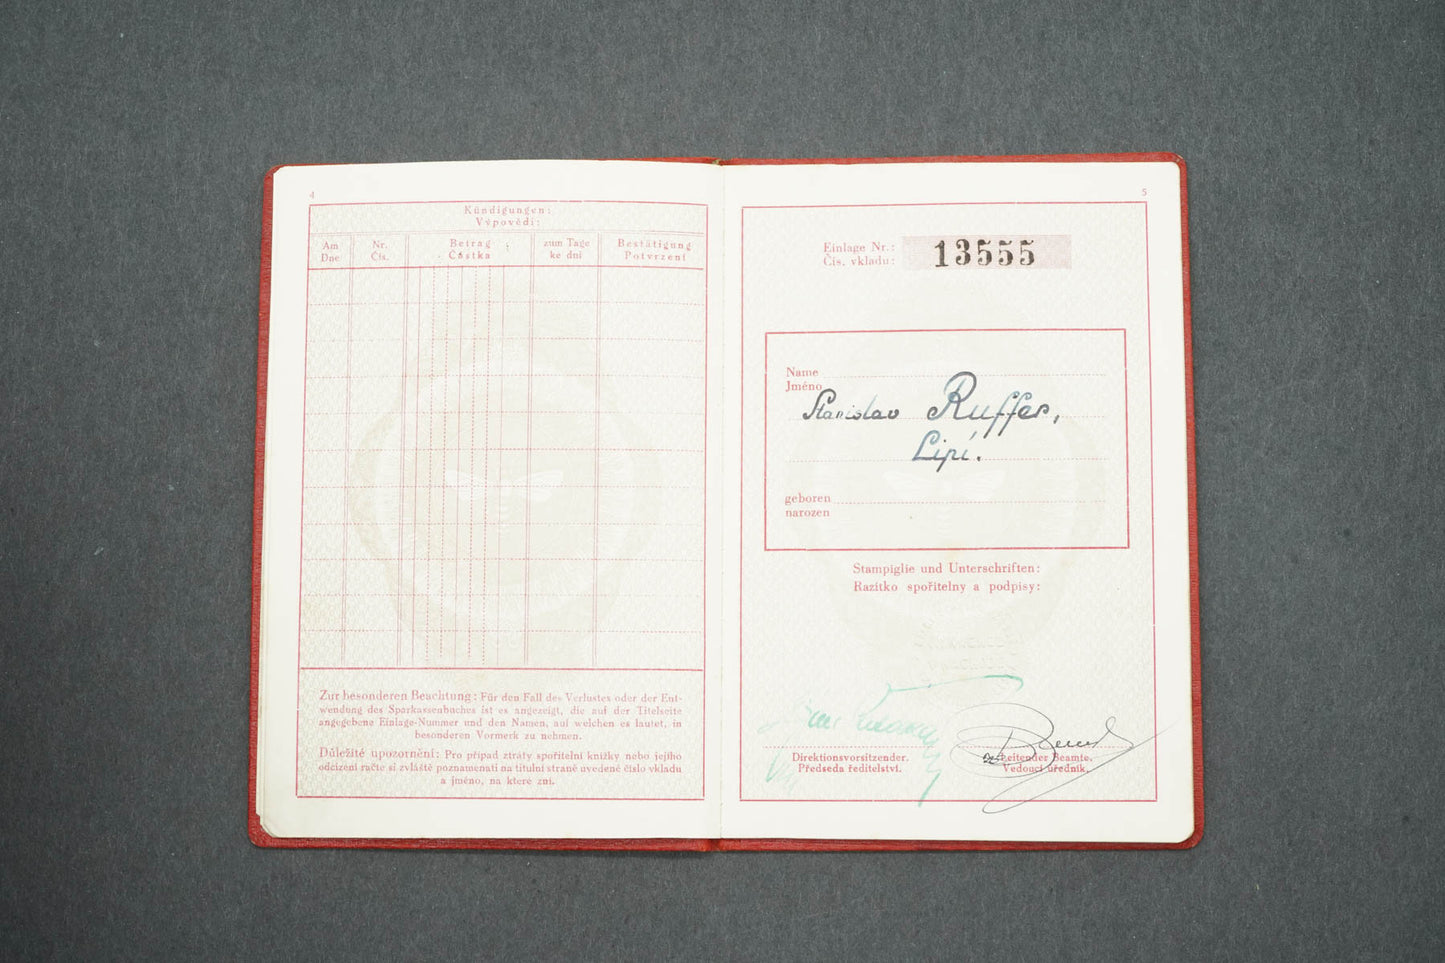 4
Kündigungen:
Výpovědi:
Am Nr. Betrag zum Tage Bestätigung
Dne Čís. Částka ke dni Potvrzení
Zur besonderen Beachtung: Für den Fall des Verlustes oder der Ent-
wendung des Sparkassenbuches ist es angezeigt, die auf der Titelseite
angegebene Einlage-Nummer und den Namen, auf welchen es lautet, in
besonderen Vormerk zu nehmen.
Důležité upozornění: Pro případ ztráty spořitelní knížky nebo jejího
odcizení račte si zvláště poznamenati na titulní straně uvedené číslo vkladu
a jméno, na které zní.
5
Einlage Nr.: 13555
Čís. vkladu:
Name
Jméno
Stanislav Ruffer,
Lipí.
geboren
narozen
Stampiglie und Unterschriften:
Razítko spořitelny a podpisy:
Direktionsvorsitzender. Leitender Beamte.
Předseda ředitelství. Vedoucí úředník.